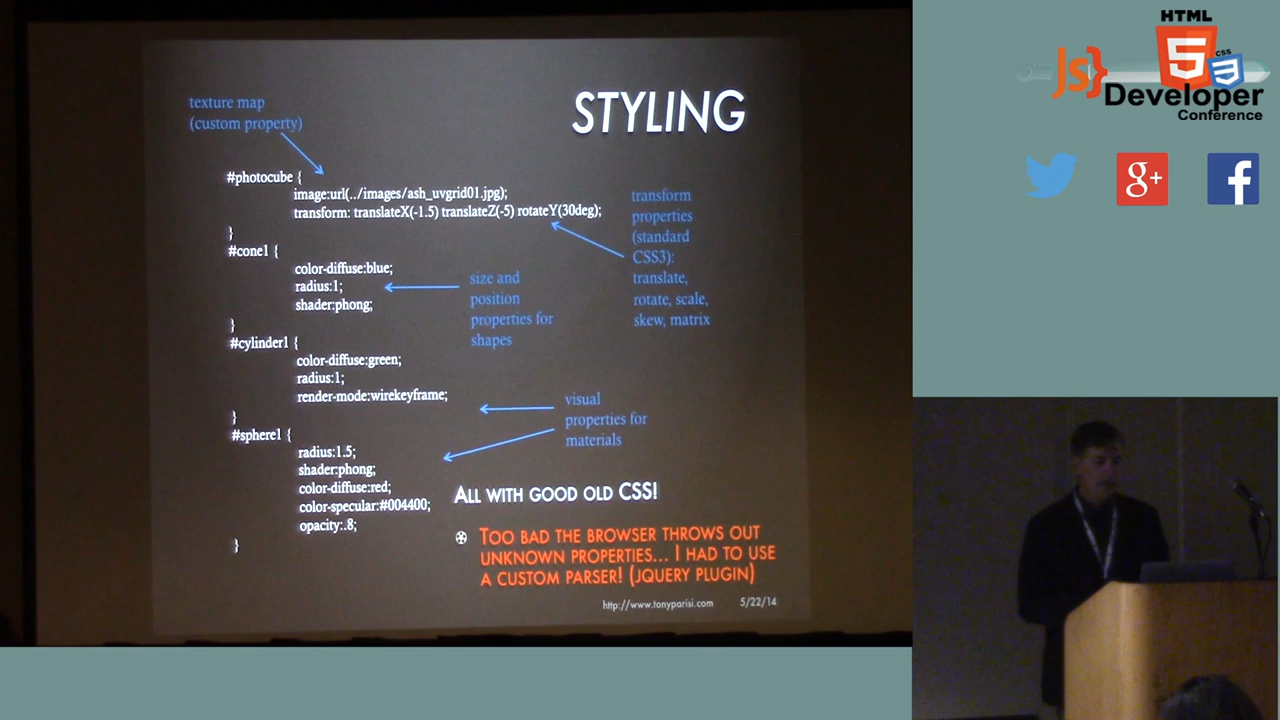 STYLING
texture map
(custom property)
#photocube {
image:url(../images/ash_uvgrid01.jpg);
transform: translateX(-1.5) translateZ(-5) rotateY(30deg);
}
#cone1 {
color-diffuse:blue;
radius:1;
shader:phong;
}
#cylinder1 {
color-diffuse:green;
radius:1;
render-mode:wirekeyframe;
}
#sphere1 {
radius:1.5;
shader:phong;
color-diffuse:red;
color-specular:#004400;
opacity:.8;
}
transform
properties
(standard
CSS3):
translate,
rotate, scale,
skew, matrix
size and
position
properties for
shapes
visual
properties for
materials
ALL WITH GOOD OLD CSS!
TOO BAD THE BROWSER THROWS OUT
UNKNOWN PROPERTIES... I HAD TO USE
A CUSTOM PARSER! (JQUERY PLUGIN)
http://www.tonyparisi.com 5/22/14
HTML
JS} 5 css 3
Developer
Conference
g+ f